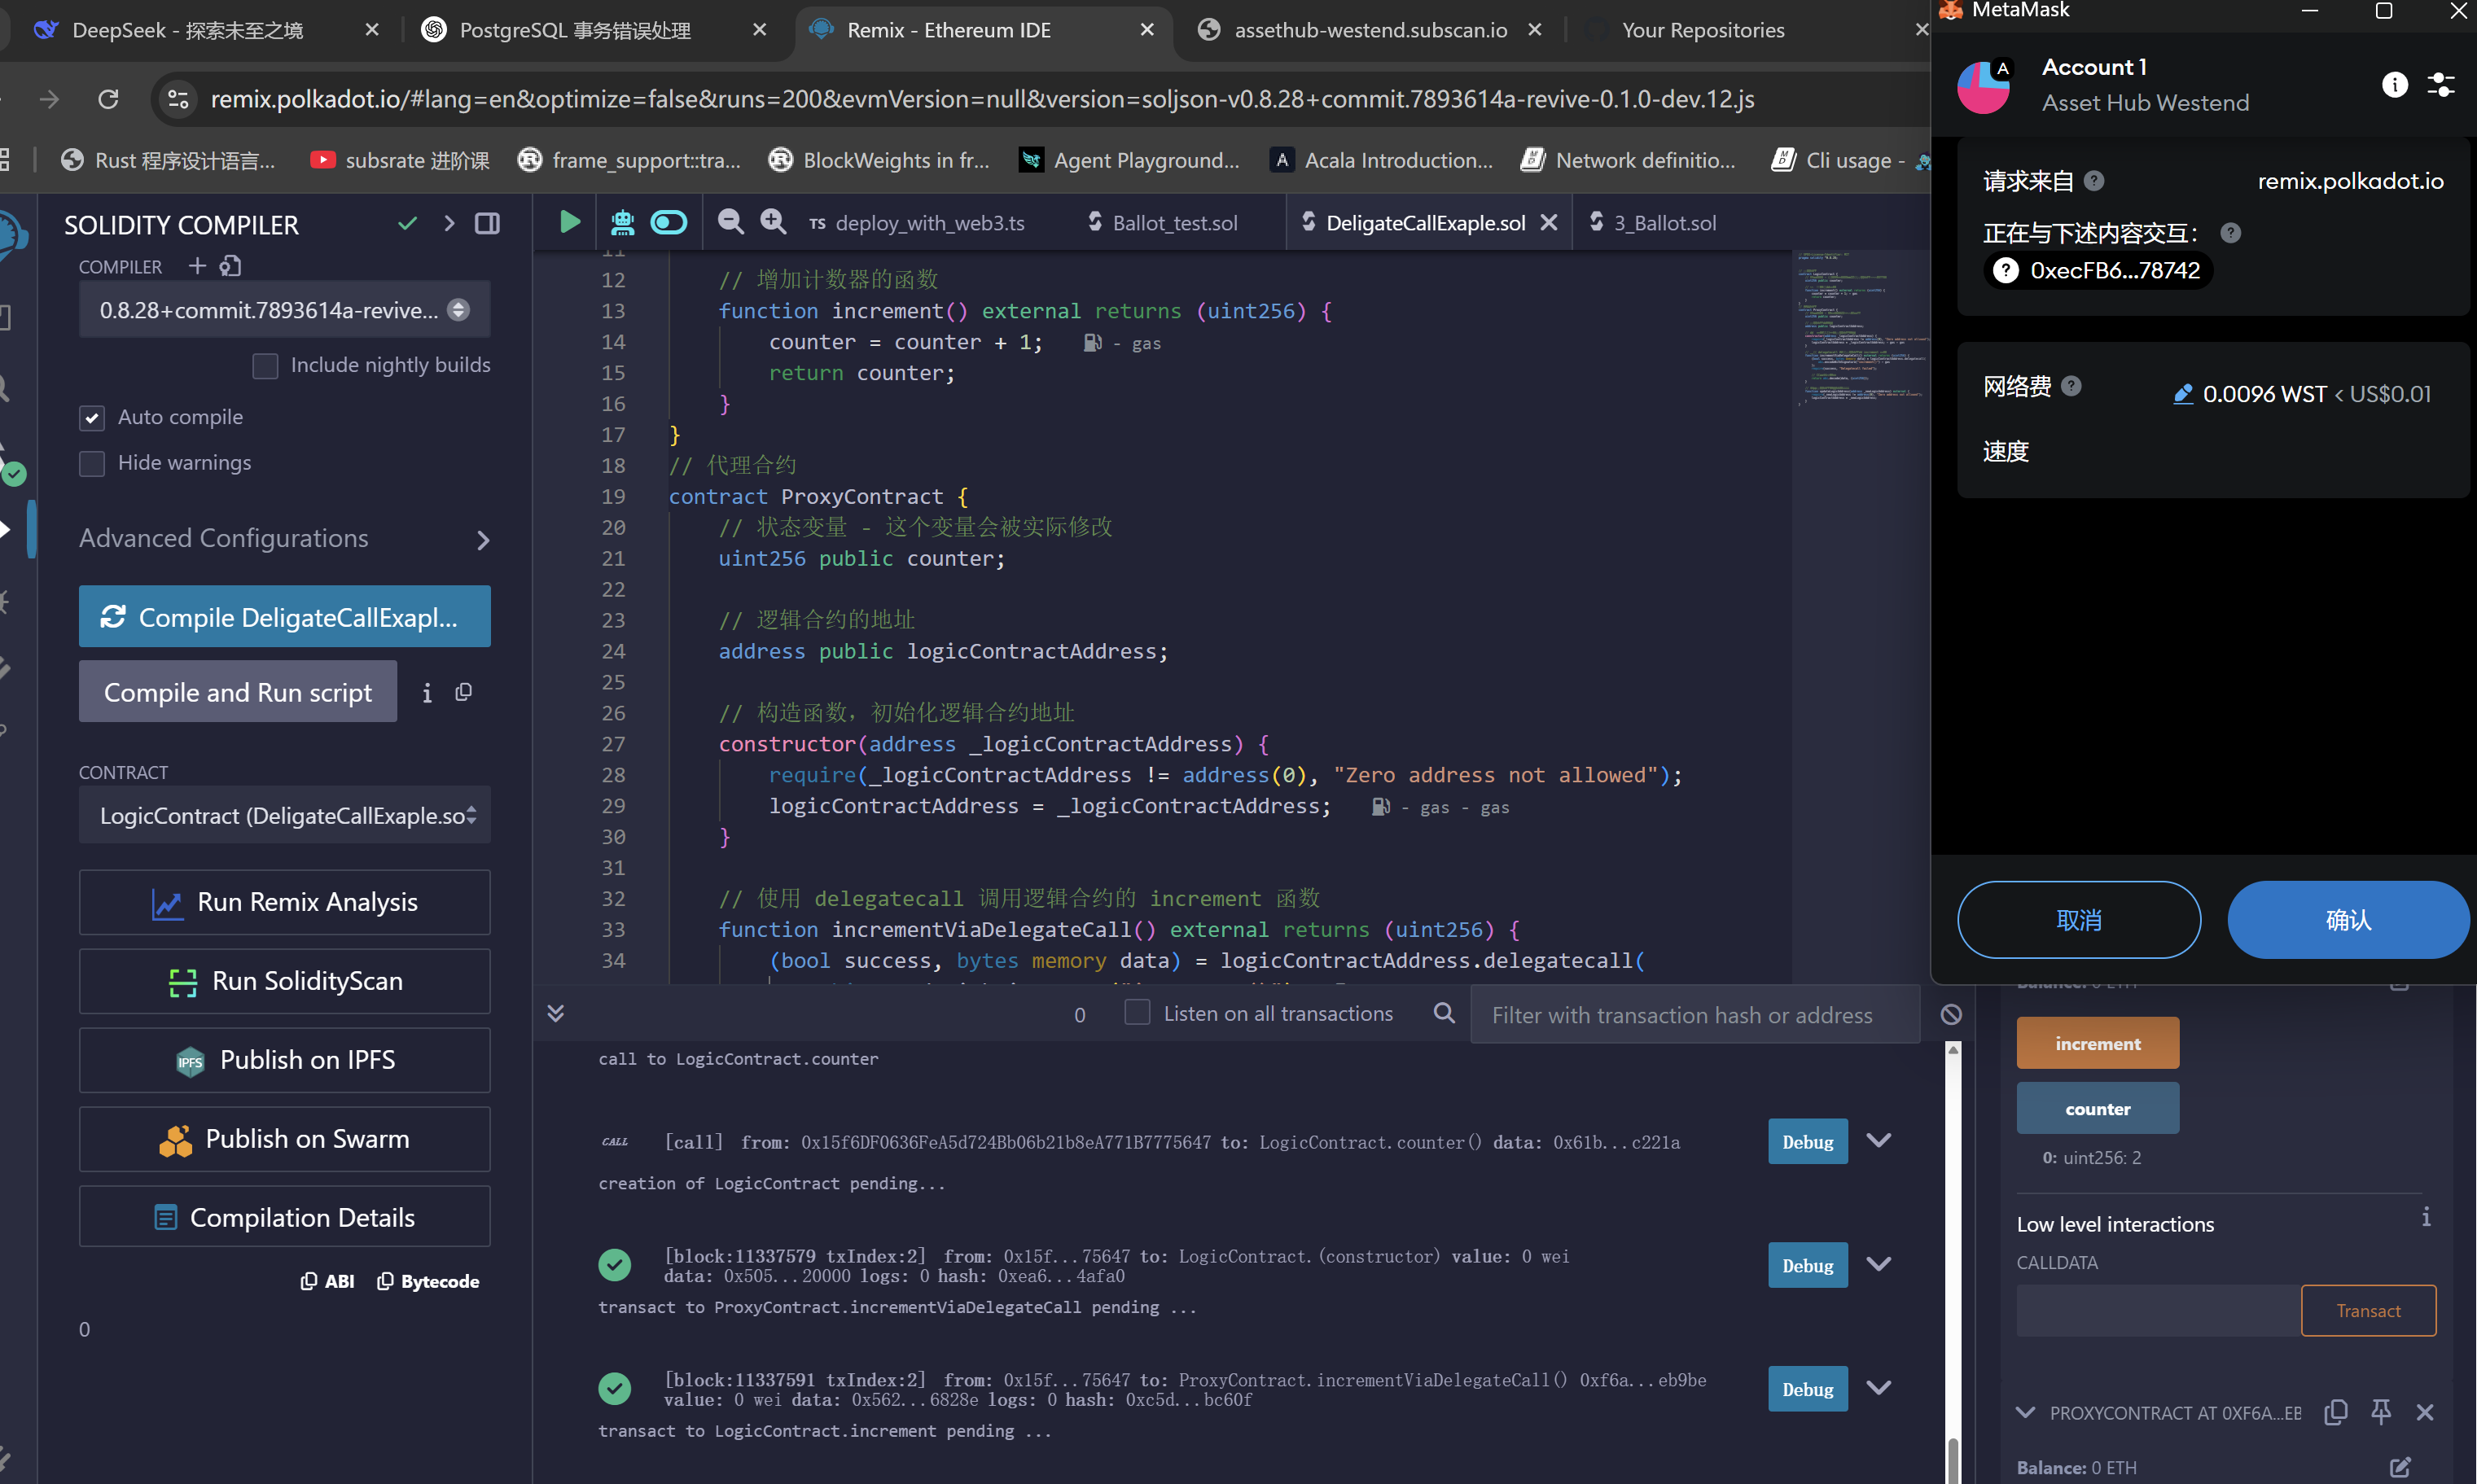 DeepSeek - 探索未至之境
PostgreSQL 事务错误处理
Remix - Ethereum IDE
assethub-westend.subscan.io
Your Repositories
remix.polkadot.io/#lang=en&optimize=false&runs=200&evmVersion=null&version=soljson-v0.8.28+commit.7893614a-revive-0.1.0-dev.12.js
Rust 程序设计语言...
subsrate 进阶课
frame_support::tra...
BlockWeights in fr...
Agent Playground...
Acala Introduction...
Network definitio...
Cli usage -
SOLIDITY COMPILER
COMPILER
0.8.28+commit.7893614a-revive...
Include nightly builds
Auto compile
Hide warnings
Advanced Configurations
Compile DeligateCallExapl...
Compile and Run script
CONTRACT
LogicContract (DeligateCallExaple.so
Run Remix Analysis
Run SolidityScan
IPFS
Publish on IPFS
Publish on Swarm
Compilation Details
ABI
Bytecode
0
TS deploy_with_web3.ts
Ballot_test.sol
DeligateCallExaple.sol
3_Ballot.sol
11
12 // 增加计数器的函数
13 function increment() external returns (uint256) {
14 counter = counter + 1; - gas
15 return counter;
16 }
17 }
18 // 代理合约
19 contract ProxyContract {
20 // 状态变量 - 这个变量会被实际修改
21 uint256 public counter;
22
23 // 逻辑合约的地址
24 address public logicContractAddress;
25
26 // 构造函数，初始化逻辑合约地址
27 constructor(address _logicContractAddress) {
28 require(_logicContractAddress != address(0), "Zero address not allowed");
29 logicContractAddress = _logicContractAddress; - gas - gas
30 }
31
32 // 使用 delegatecall 调用逻辑合约的 increment 函数
33 function incrementViaDelegateCall() external returns (uint256) {
34 (bool success, bytes memory data) = logicContractAddress.delegatecall(
0
Listen on all transactions
Filter with transaction hash or address
call to LogicContract.counter
CALL [call] from: 0x15f6DF0636FeA5d724Bb06b21b8eA771B7775647 to: LogicContract.counter() data: 0x61b...c221a
Debug
creation of LogicContract pending...
[block:11337579 txIndex:2] from: 0x15f...75647 to: LogicContract.(constructor) value: 0 wei
data: 0x505...20000 logs: 0 hash: 0xea6...4afa0
Debug
transact to ProxyContract.incrementViaDelegateCall pending ...
[block:11337591 txIndex:2] from: 0x15f...75647 to: ProxyContract.incrementViaDelegateCall() 0xf6a...eb9be
value: 0 wei data: 0x562...6828e logs: 0 hash: 0xc5d...bc60f
Debug
transact to LogicContract.increment pending ...
MetaMask
A
Account 1
Asset Hub Westend
请求来自
remix.polkadot.io
正在与下述内容交互：
0xecFB6...78742
网络费
0.0096 WST < US$0.01
速度
取消
确认
Balance: 0 ETH
increment
counter
0: uint256: 2
Low level interactions
CALLDATA
Transact
PROXYCONTRACT AT 0XF6A...EB
Balance: 0 ETH